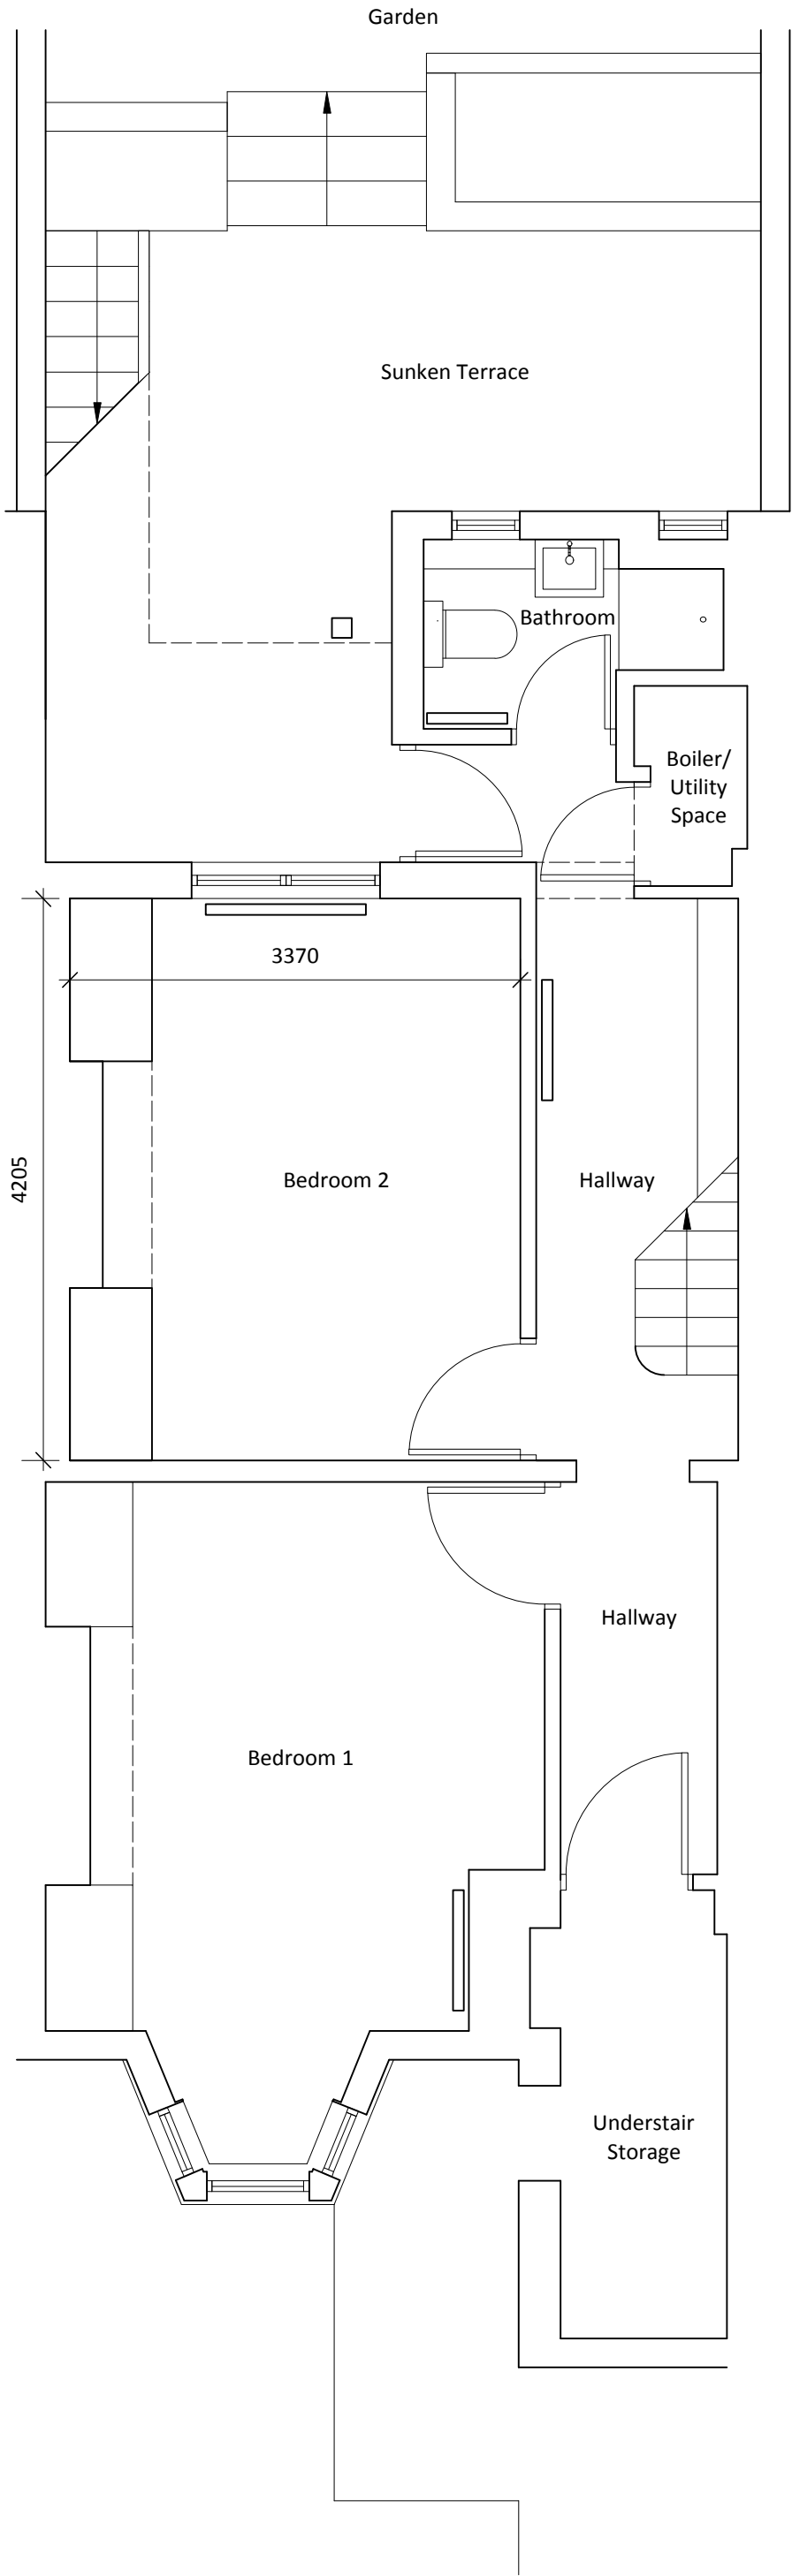 Garden
Sunken Terrace
Bathroom
Boiler/
Utility
Space
3370
4205
Bedroom 2
Hallway
Hallway
Bedroom 1
Understair
Storage